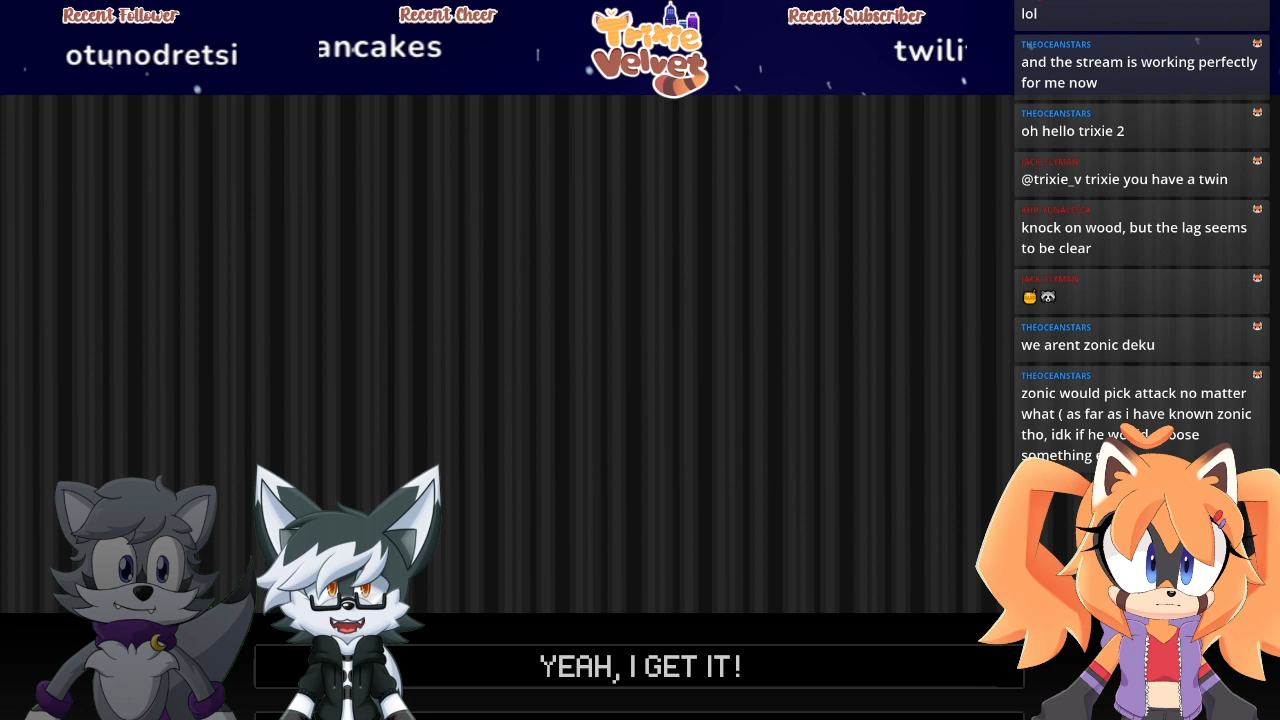 Recent Follower
otunodretsi
Recent Cheer
ancakes
Trixie
Velvet
Recent Subscriber
twili
lol
THEOCEANSTARS
and the stream is working perfectly
for me now
THEOCEANSTARS
oh hello trixie 2
@trixie_v trixie you have a twin
knock on wood, but the lag seems
to be clear
THEOCEANSTARS
we arent zonic deku
THEOCEANSTARS
zonic would pick attack no matter
what ( as far as i have known zonic
tho, idk if he
something
YEAH, I GET IT!